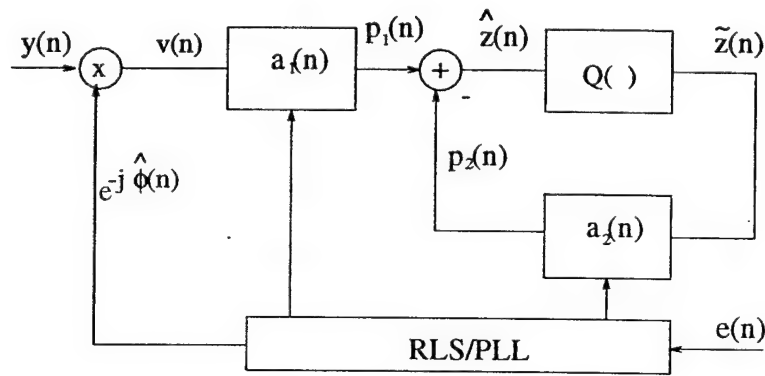 y(n)
v(n)
a₁(n)
p₁(n)
ẑ(n)
z̃(n)
x
+
-
Q( )
p₂(n)
e^-j φ̂(n)
a₂(n)
RLS/PLL
e(n)